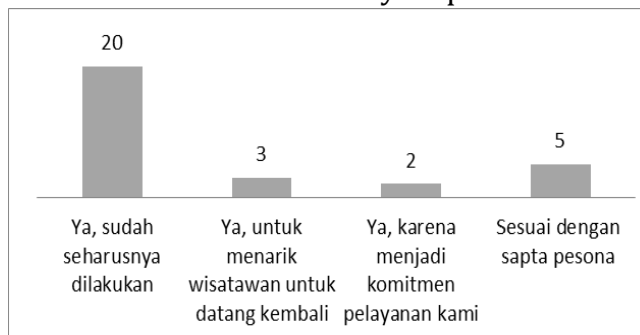 20
3
2
5
Ya, sudah
seharusnya
dilakukan
Ya, untuk
menarik
wisatawan untuk
datang kembali
Ya, karena
menjadi
komitmen
pelayanan kami
Sesuai dengan
sapta pesona